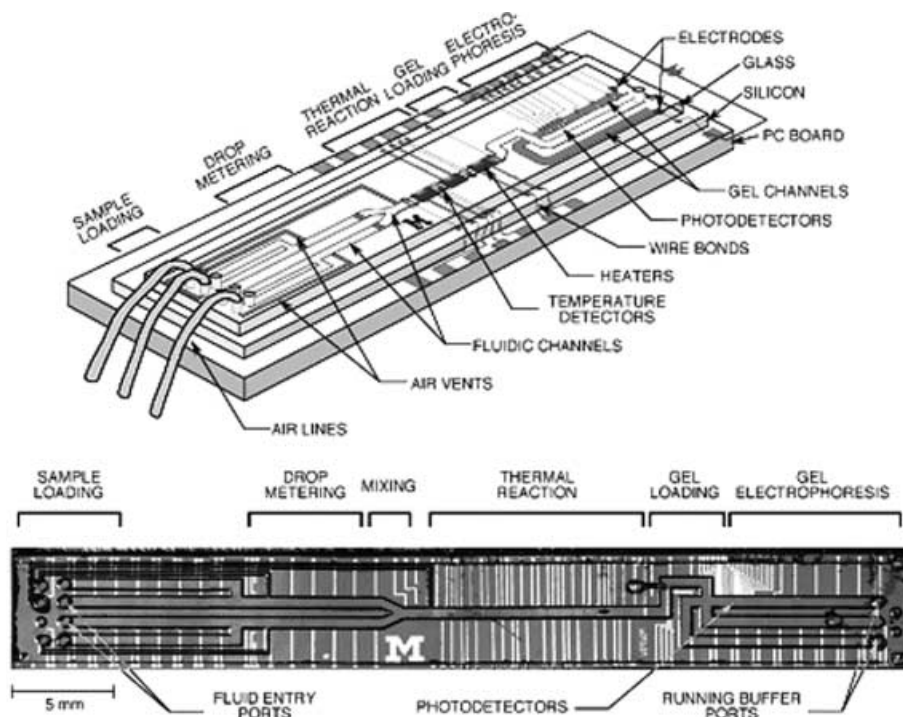 ELECTRO-
PHORESIS
GEL
LOADING
THERMAL
REACTION
DROP
METERING
SAMPLE
LOADING
ELECTRODES
GLASS
SILICON
PC BOARD
GEL CHANNELS
PHOTODETECTORS
WIRE BONDS
HEATERS
TEMPERATURE
DETECTORS
FLUIDIC CHANNELS
AIR VENTS
AIR LINES
SAMPLE
LOADING
DROP
METERING
MIXING
THERMAL
REACTION
GEL
LOADING
GEL
ELECTROPHORESIS
M
5 mm
FLUID ENTRY
PORTS
PHOTODETECTORS
RUNNING BUFFER
PORTS